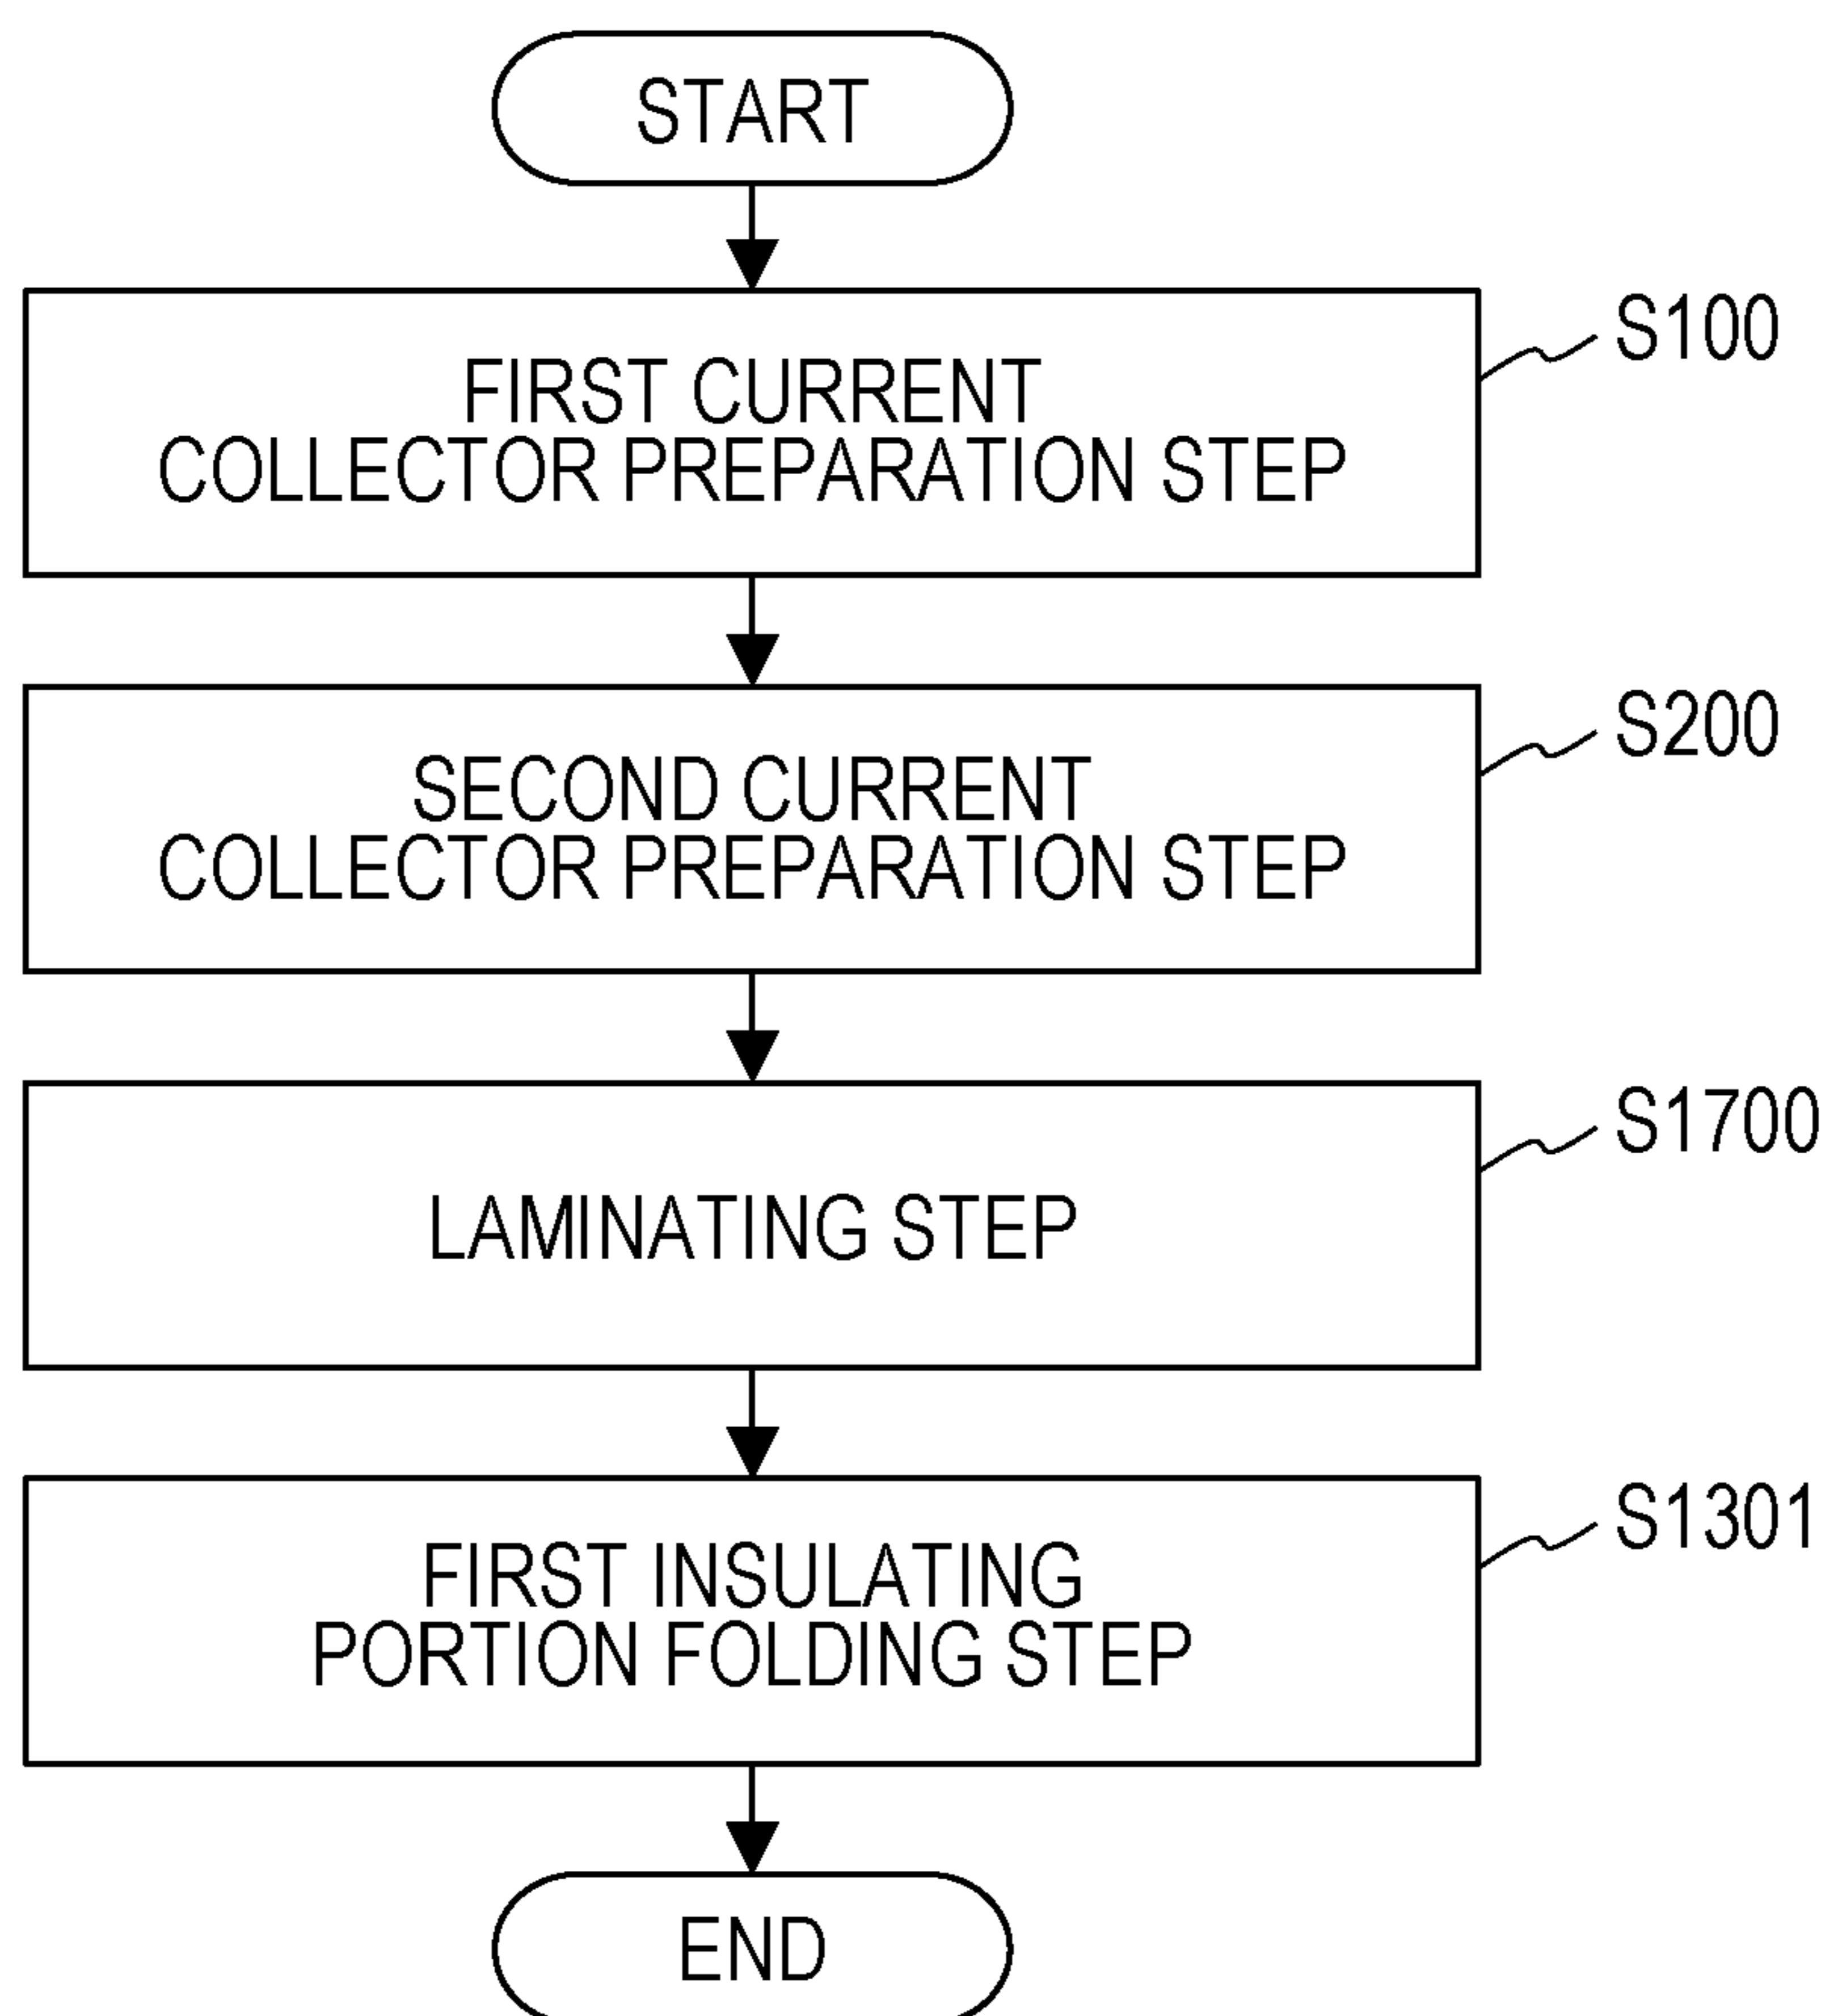 START
S100
FIRST CURRENT
COLLECTOR PREPARATION STEP
S200
SECOND CURRENT
COLLECTOR PREPARATION STEP
S1700
LAMINATING STEP
S1301
FIRST INSULATING
PORTION FOLDING STEP
END